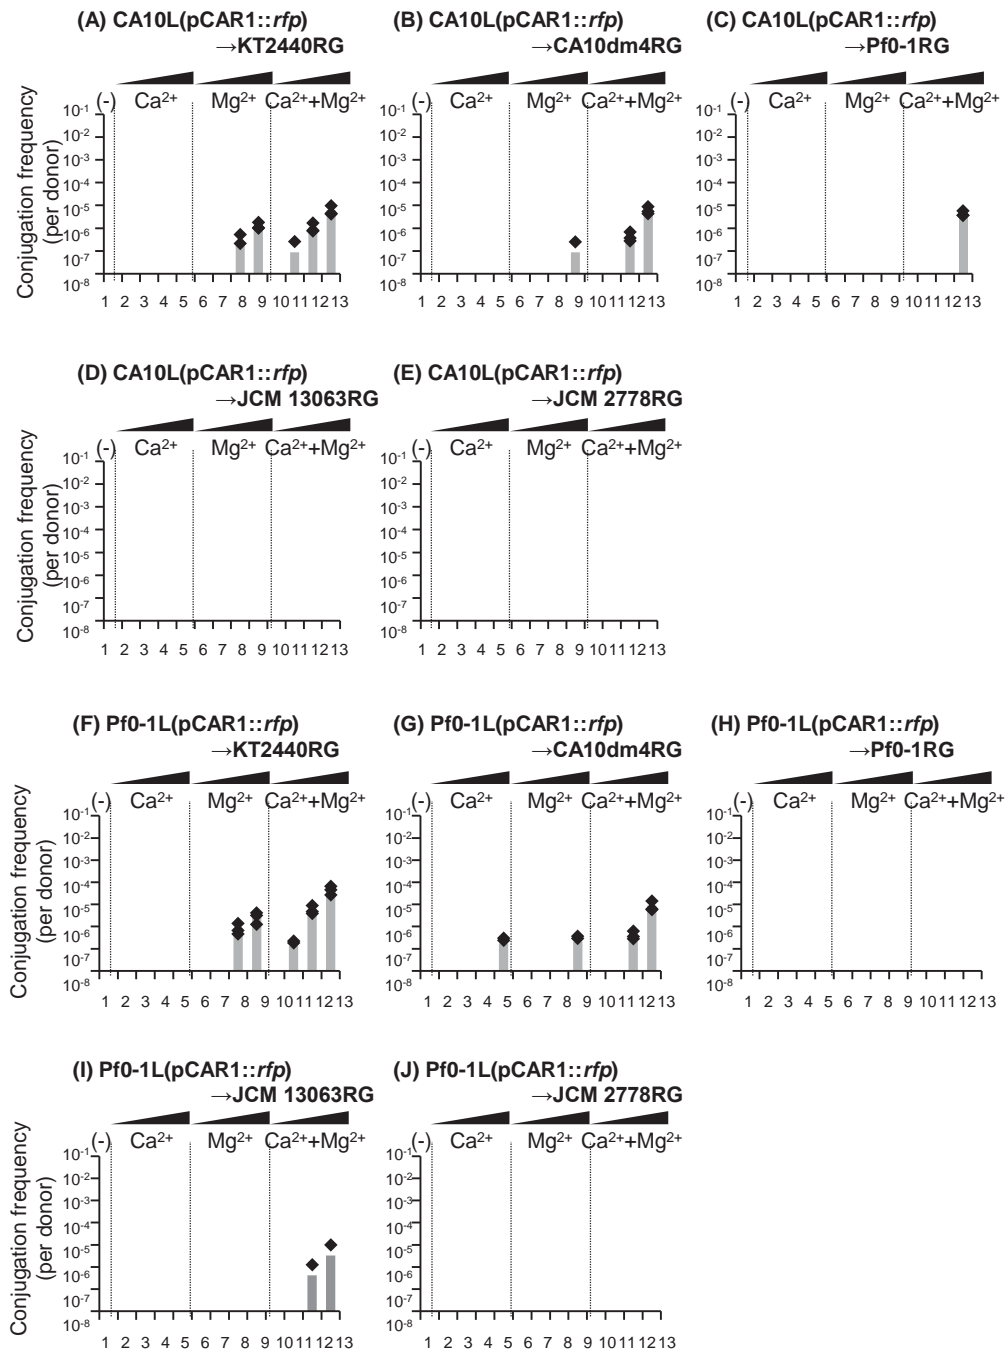 (A) CA10L(pCAR1::rfp)
→KT2440RG
(B) CA10L(pCAR1::rfp)
→CA10dm4RG
(C) CA10L(pCAR1::rfp)
→Pf0-1RG
(-) Ca²⁺ Mg²⁺ Ca²⁺+Mg²⁺
(-) Ca²⁺ Mg²⁺ Ca²⁺+Mg²⁺
(-) Ca²⁺ Mg²⁺ Ca²⁺+Mg²⁺
Conjugation frequency
(per donor)
10⁻¹
10⁻²
10⁻³
10⁻⁴
10⁻⁵
10⁻⁶
10⁻⁷
10⁻⁸
10⁻¹
10⁻²
10⁻³
10⁻⁴
10⁻⁵
10⁻⁶
10⁻⁷
10⁻⁸
10⁻¹
10⁻²
10⁻³
10⁻⁴
10⁻⁵
10⁻⁶
10⁻⁷
10⁻⁸
1 2 3 4 5 6 7 8 9 10 11 12 13
1 2 3 4 5 6 7 8 9 10 11 12 13
1 2 3 4 5 6 7 8 9 10 11 12 13
(D) CA10L(pCAR1::rfp)
→JCM 13063RG
(E) CA10L(pCAR1::rfp)
→JCM 2778RG
(-) Ca²⁺ Mg²⁺ Ca²⁺+Mg²⁺
(-) Ca²⁺ Mg²⁺ Ca²⁺+Mg²⁺
Conjugation frequency
(per donor)
10⁻¹
10⁻²
10⁻³
10⁻⁴
10⁻⁵
10⁻⁶
10⁻⁷
10⁻⁸
10⁻¹
10⁻²
10⁻³
10⁻⁴
10⁻⁵
10⁻⁶
10⁻⁷
10⁻⁸
1 2 3 4 5 6 7 8 9 10 11 12 13
1 2 3 4 5 6 7 8 9 10 11 12 13
(F) Pf0-1L(pCAR1::rfp)
→KT2440RG
(G) Pf0-1L(pCAR1::rfp)
→CA10dm4RG
(H) Pf0-1L(pCAR1::rfp)
→Pf0-1RG
(-) Ca²⁺ Mg²⁺ Ca²⁺+Mg²⁺
(-) Ca²⁺ Mg²⁺ Ca²⁺+Mg²⁺
(-) Ca²⁺ Mg²⁺ Ca²⁺+Mg²⁺
Conjugation frequency
(per donor)
10⁻¹
10⁻²
10⁻³
10⁻⁴
10⁻⁵
10⁻⁶
10⁻⁷
10⁻⁸
10⁻¹
10⁻²
10⁻³
10⁻⁴
10⁻⁵
10⁻⁶
10⁻⁷
10⁻⁸
10⁻¹
10⁻²
10⁻³
10⁻⁴
10⁻⁵
10⁻⁶
10⁻⁷
10⁻⁸
1 2 3 4 5 6 7 8 9 10 11 12 13
1 2 3 4 5 6 7 8 9 10 11 12 13
1 2 3 4 5 6 7 8 9 10 11 12 13
(I) Pf0-1L(pCAR1::rfp)
→JCM 13063RG
(J) Pf0-1L(pCAR1::rfp)
→JCM 2778RG
(-) Ca²⁺ Mg²⁺ Ca²⁺+Mg²⁺
(-) Ca²⁺ Mg²⁺ Ca²⁺+Mg²⁺
Conjugation frequency
(per donor)
10⁻¹
10⁻²
10⁻³
10⁻⁴
10⁻⁵
10⁻⁶
10⁻⁷
10⁻⁸
10⁻¹
10⁻²
10⁻³
10⁻⁴
10⁻⁵
10⁻⁶
10⁻⁷
10⁻⁸
1 2 3 4 5 6 7 8 9 10 11 12 13
1 2 3 4 5 6 7 8 9 10 11 12 13